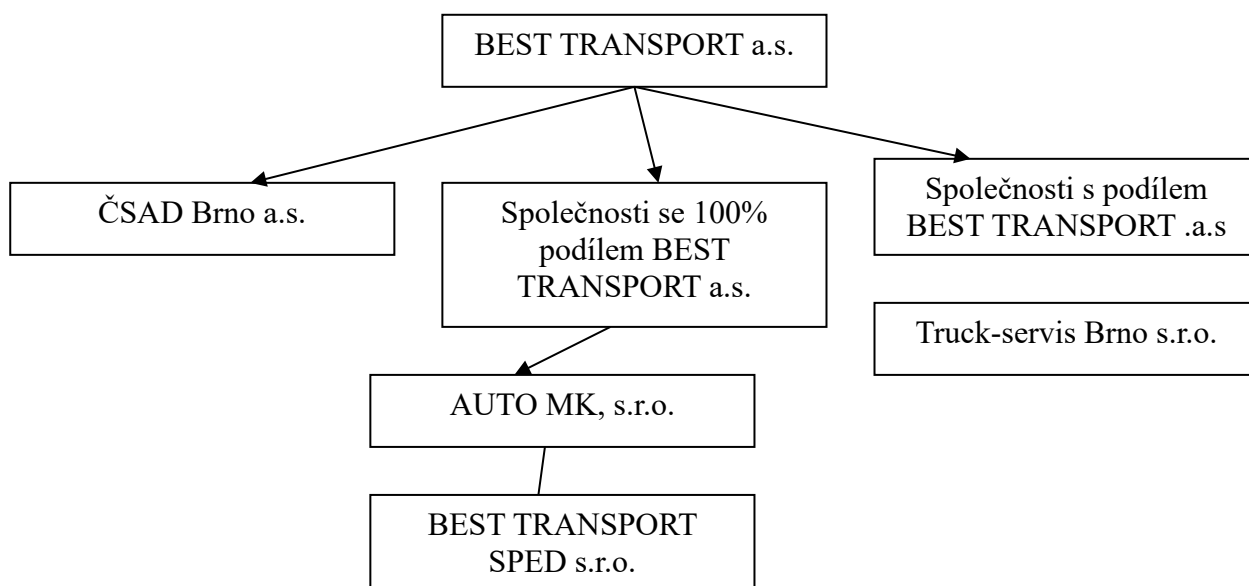 BEST TRANSPORT a.s.
ČSAD Brno a.s.
Společnosti se 100%
podílem BEST
TRANSPORT a.s.
Společnosti s podílem
BEST TRANSPORT .a.s
Truck-servis Brno s.r.o.
AUTO MK, s.r.o.
BEST TRANSPORT
SPED s.r.o.